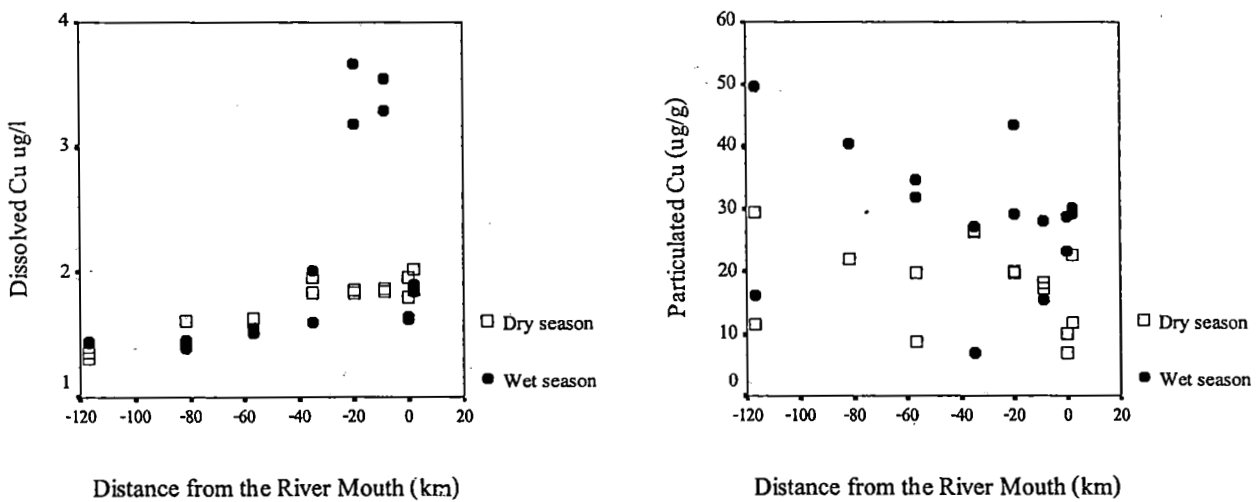 4
3
2
1
Dissolved Cu ug/l
-120 -100 -80 -60 -40 -20 0 20
Distance from the River Mouth (km)
Dry season
Wet season
60
50
40
30
20
10
0
Particulated Cu (ug/g)
-120 -100 -80 -60 -40 -20 0 20
Distance from the River Mouth (km)
Dry season
Wet season